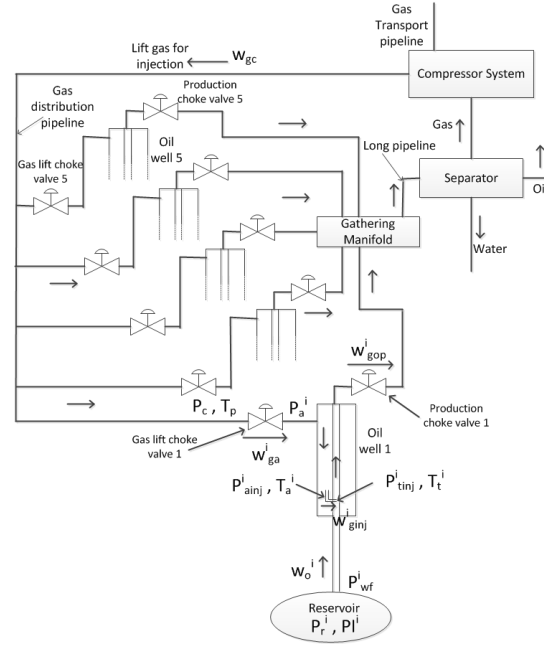 Gas
Transport
pipeline
Lift gas for
injection
w_gc
Compressor System
Gas
distribution
pipeline
Production
choke valve 5
Oil
well 5
Gas
Long pipeline
Gas lift choke
valve 5
Separator
Oil
Gathering
Manifold
Water
w^i_gop
P_c , T_p
P_a^i
Production
choke valve 1
Gas lift choke
valve 1
w^i_ga
Oil
well 1
P^i_ainj , T_a^i
P^i_tinj , T_t^i
w^i_ginj
w_o^i
P^i_wf
Reservoir
P_r^i , PI^i